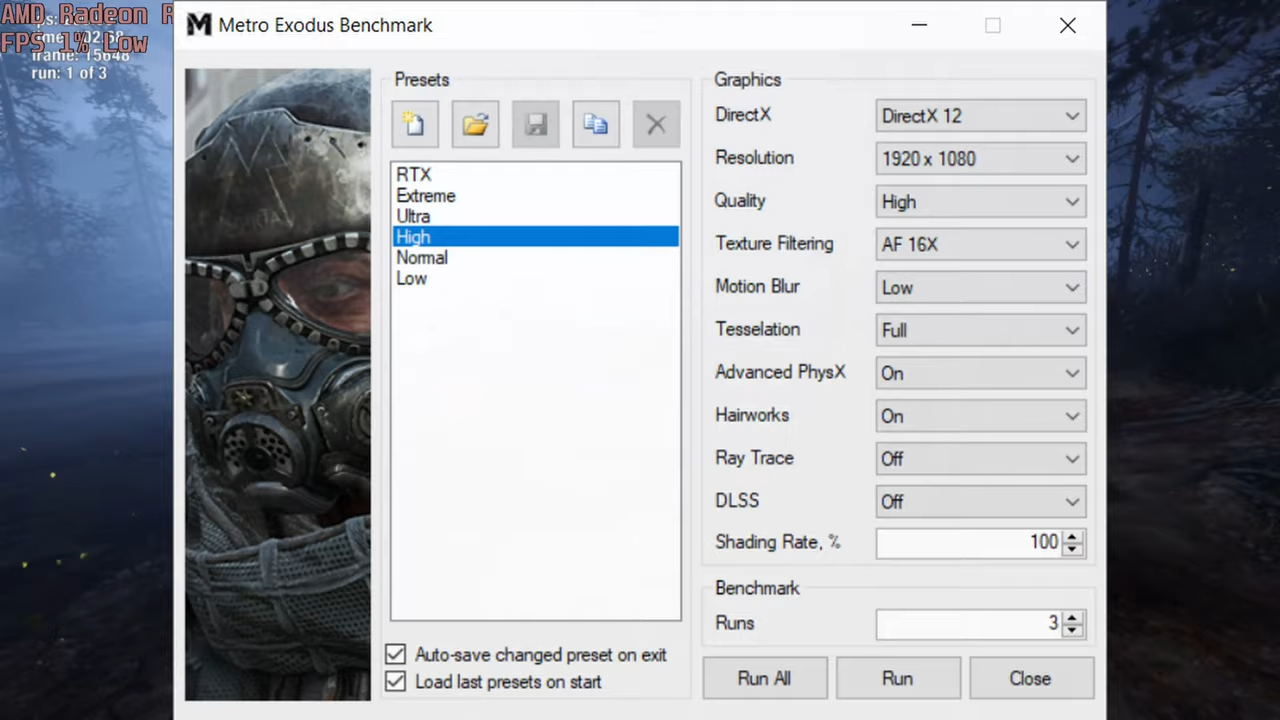 AMD Radeon R
FPS 1% Low
frame: 15648
run: 1 of 3
Metro Exodus Benchmark
Presets
RTX
Extreme
Ultra
High
Normal
Low
Auto-save changed preset on exit
Load last presets on start
Graphics
DirectX DirectX 12
Resolution 1920 x 1080
Quality High
Texture Filtering AF 16X
Motion Blur Low
Tesselation Full
Advanced PhysX On
Hairworks On
Ray Trace Off
DLSS Off
Shading Rate, % 100
Benchmark
Runs 3
Run All Run Close